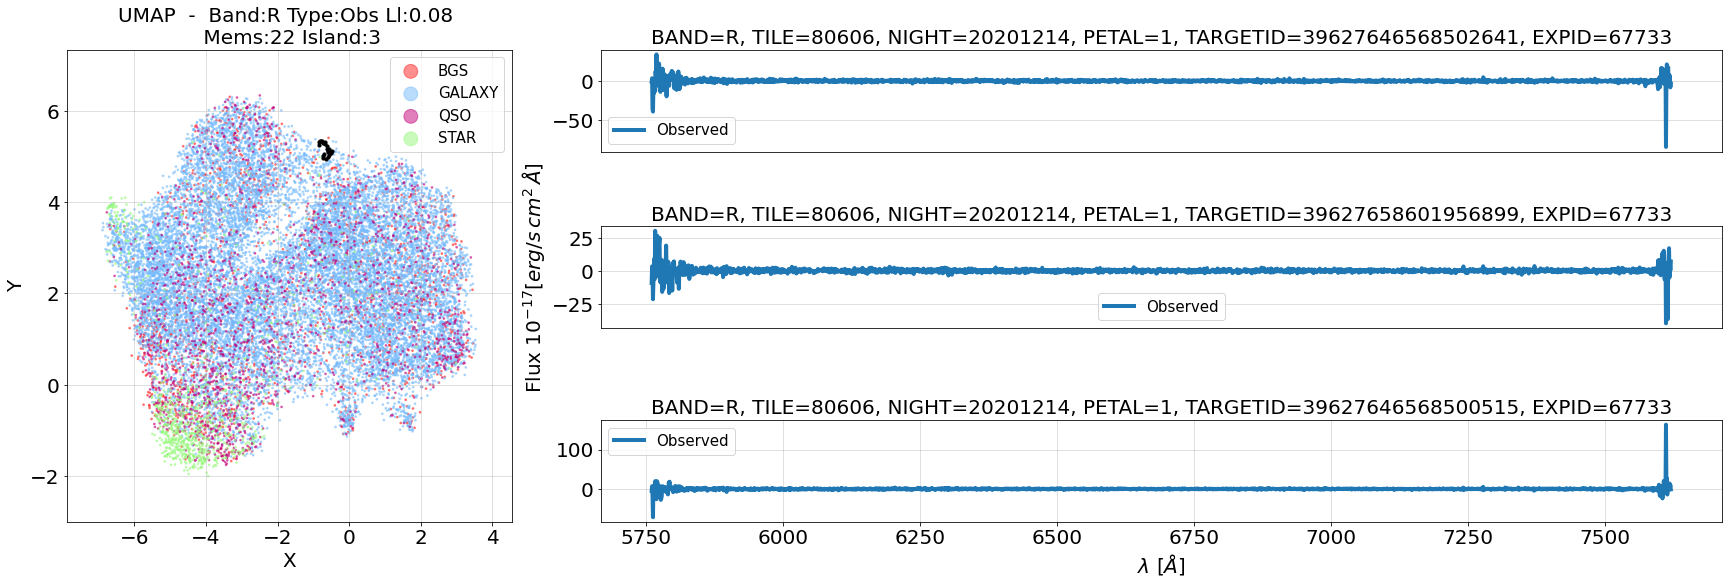 UMAP - Band:R Type:Obs Ll:0.08
Mems:22 Island:3
BGS
GALAXY
QSO
STAR
6
4
2
0
−2
Y
−6
−4
−2
0
2
4
X
Flux 10⁻¹⁷[erg/s cm² Å]
BAND=R, TILE=80606, NIGHT=20201214, PETAL=1, TARGETID=39627646568502641, EXPID=67733
0
−50
Observed
BAND=R, TILE=80606, NIGHT=20201214, PETAL=1, TARGETID=39627658601956899, EXPID=67733
25
0
−25
Observed
BAND=R, TILE=80606, NIGHT=20201214, PETAL=1, TARGETID=39627646568500515, EXPID=67733
Observed
100
0
5750
6000
6250
6500
6750
7000
7250
7500
λ [Å]